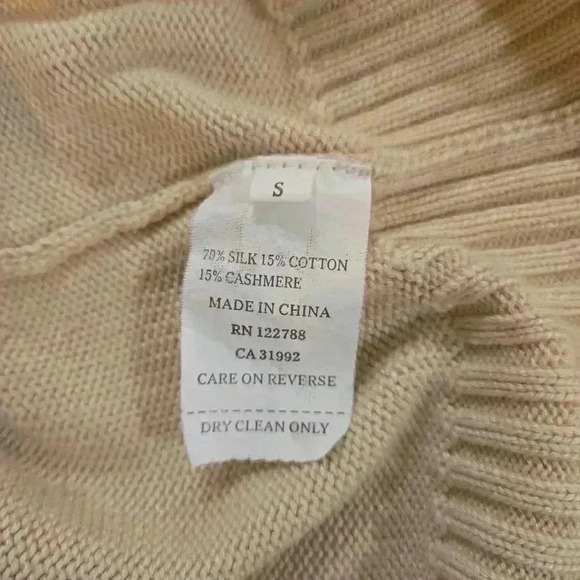 S
70% SILK 15% COTTON
15% CASHMERE
MADE IN CHINA
RN 122788
CA 31992
CARE ON REVERSE
DRY CLEAN ONLY